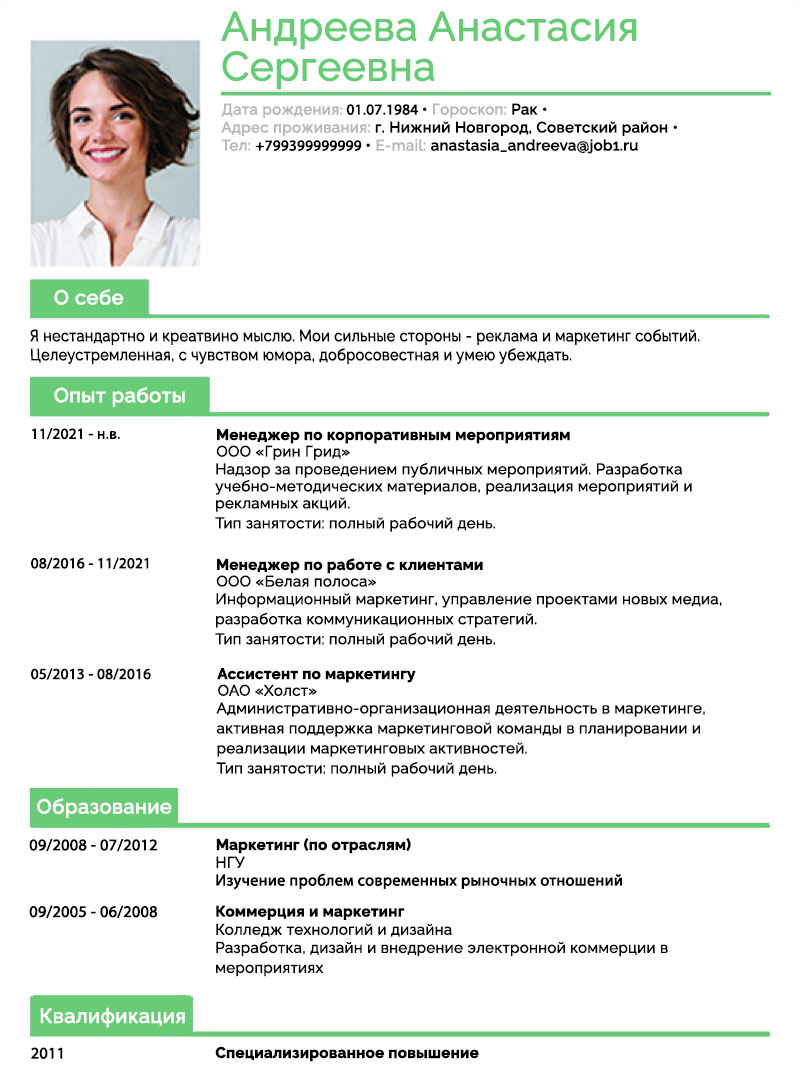 Андреева Анастасия
Сергеевна
Дата рождения: 01.07.1984 • Гороскоп: Рак •
Адрес проживания: г. Нижний Новгород, Советский район •
Тел: +799399999999 • E-mail: anastasia_andreeva@job1.ru
О себе
Я нестандартно и креатвино мыслю. Мои сильные стороны - реклама и маркетинг событий.
Целеустремленная, с чувством юмора, добросовестная и умею убеждать.
Опыт работы
11/2021 - н.в.
Менеджер по корпоративным мероприятиям
ООО «Грин Грид»
Надзор за проведением публичных мероприятий. Разработка
учебно-методических материалов, реализация мероприятий и
рекламных акций.
Тип занятости: полный рабочий день.
08/2016 - 11/2021
Менеджер по работе с клиентами
ООО «Белая полоса»
Информационный маркетинг, управление проектами новых медиа,
разработка коммуникационных стратегий.
Тип занятости: полный рабочий день.
05/2013 - 08/2016
Ассистент по маркетингу
ОАО «Холст»
Административно-организационная деятельность в маркетинге,
активная поддержка маркетинговой команды в планировании и
реализации маркетинговых активностей.
Тип занятости: полный рабочий день.
Образование
09/2008 - 07/2012
Маркетинг (по отраслям)
НГУ
Изучение проблем современных рыночных отношений
09/2005 - 06/2008
Коммерция и маркетинг
Колледж технологий и дизайна
Разработка, дизайн и внедрение электронной коммерции в
мероприятиях
Квалификация
2011
Специализированное повышение